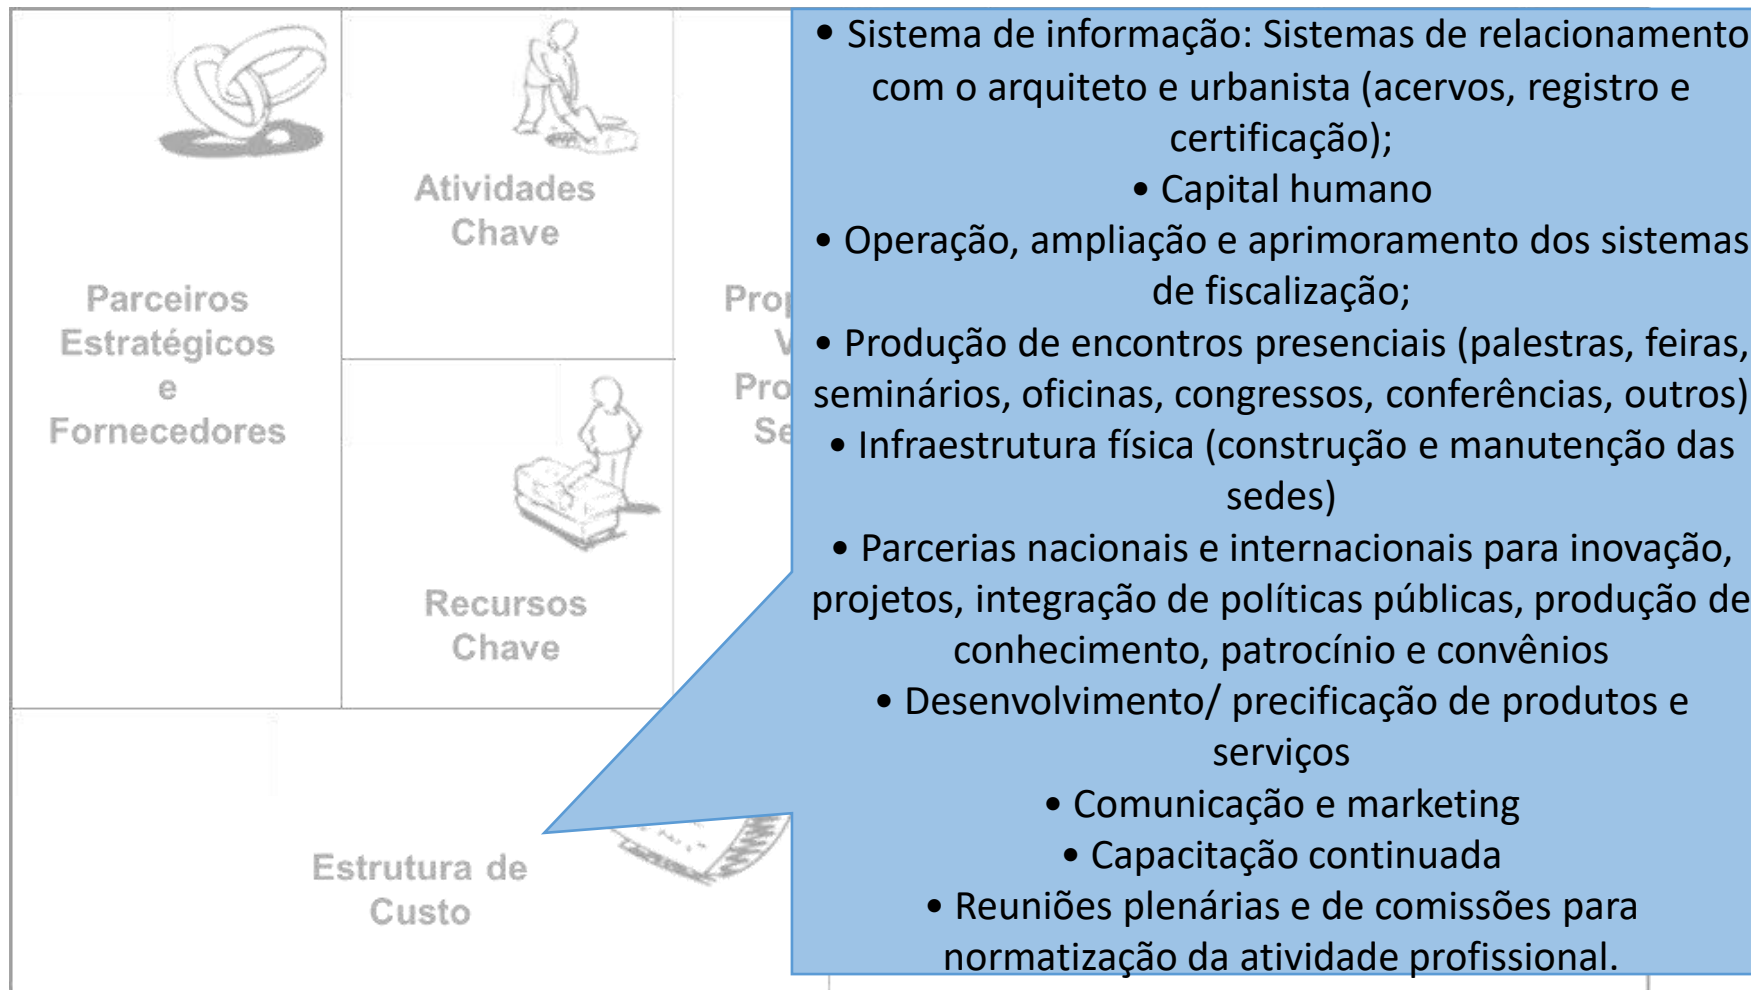 Parceiros
Estratégicos
e
Fornecedores
Atividades
Chave
Recursos
Chave
Estrutura de
Custo
• Sistema de informação: Sistemas de relacionamento
com o arquiteto e urbanista (acervos, registro e
certificação);
• Capital humano
• Operação, ampliação e aprimoramento dos sistemas
de fiscalização;
• Produção de encontros presenciais (palestras, feiras,
seminários, oficinas, congressos, conferências, outros)
• Infraestrutura física (construção e manutenção das
sedes)
• Parcerias nacionais e internacionais para inovação,
projetos, integração de políticas públicas, produção de
conhecimento, patrocínio e convênios
• Desenvolvimento/ precificação de produtos e
serviços
• Comunicação e marketing
• Capacitação continuada
• Reuniões plenárias e de comissões para
normatização da atividade profissional.